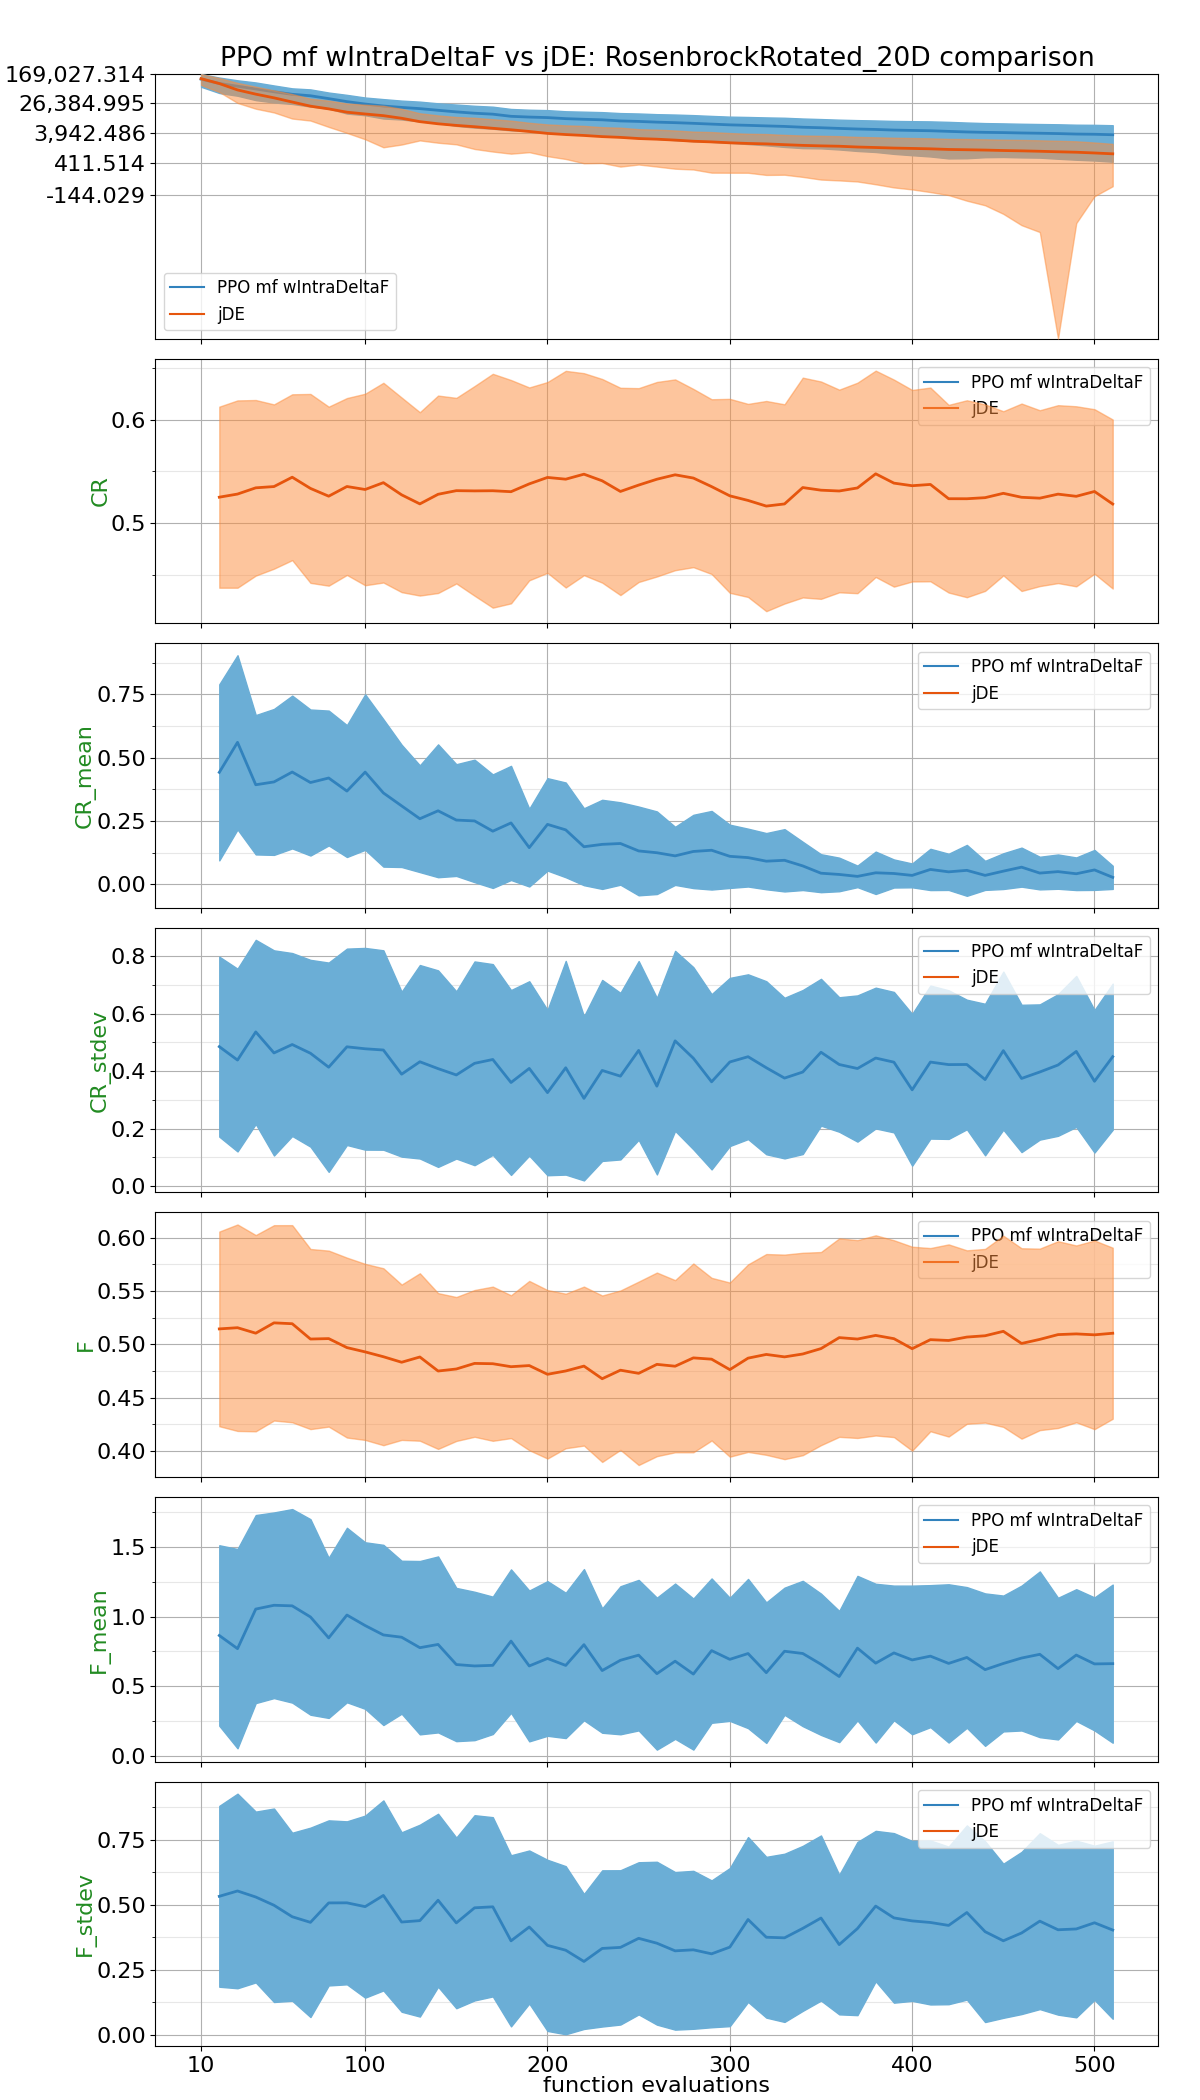 PPO mf wIntraDeltaF vs jDE: RosenbrockRotated_20D comparison
169,027.314
26,384.995
3,942.486
411.514
-144.029
PPO mf wIntraDeltaF
jDE
CR
0.6
0.5
PPO mf wIntraDeltaF
jDE
CR_mean
0.75
0.50
0.25
0.00
PPO mf wIntraDeltaF
jDE
CR_stdev
0.8
0.6
0.4
0.2
0.0
PPO mf wIntraDeltaF
jDE
F
0.60
0.55
0.50
0.45
0.40
PPO mf wIntraDeltaF
jDE
F_mean
1.5
1.0
0.5
0.0
PPO mf wIntraDeltaF
jDE
F_stdev
0.75
0.50
0.25
0.00
PPO mf wIntraDeltaF
jDE
10 100 200 300 400 500
function evaluations